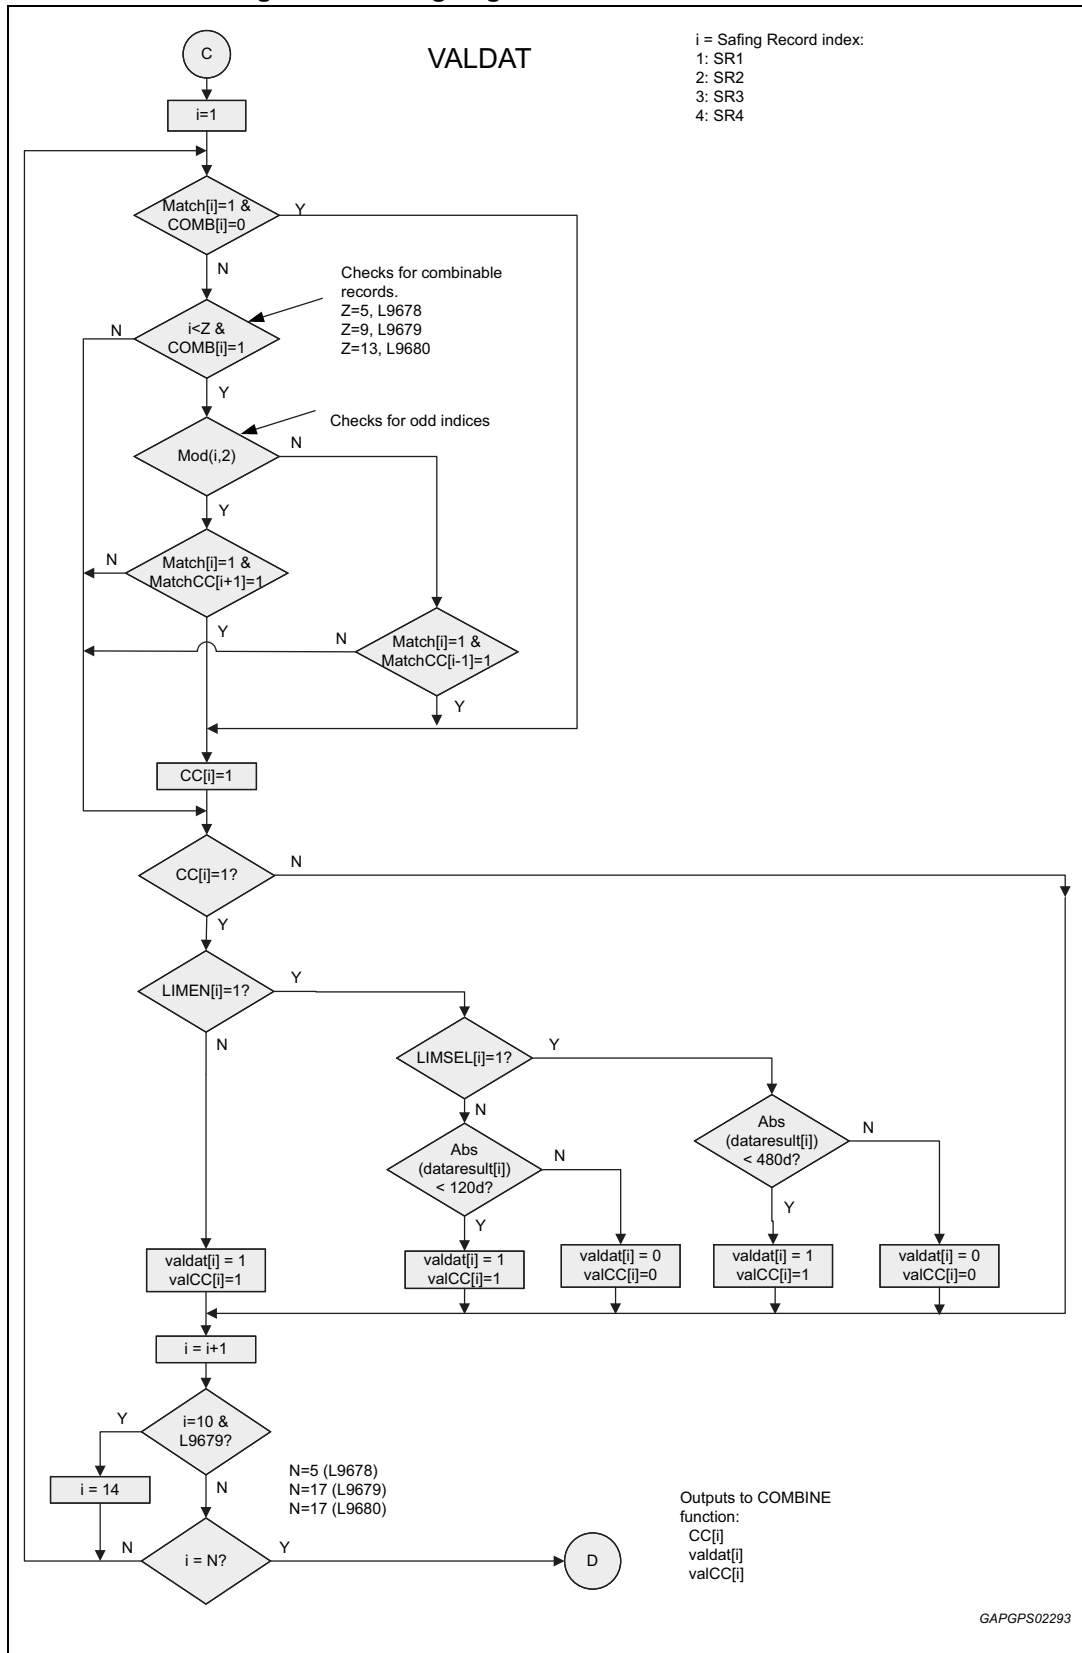 C
VALDAT
i = Safing Record index:
1: SR1
2: SR2
3: SR3
4: SR4
i=1
Match[i]=1 &
COMB[i]=0
Y
N
Checks for combinable
records.
Z=5, L9678
Z=9, L9679
Z=13, L9680
i<Z &
COMB[i]=1
N
Y
Checks for odd indices
Mod(i,2)
N
Y
Match[i]=1 &
MatchCC[i+1]=1
N
Y
Match[i]=1 &
MatchCC[i-1]=1
N
Y
CC[i]=1
CC[i]=1?
N
Y
LIMEN[i]=1?
Y
N
LIMSEL[i]=1?
Y
N
Abs
(dataresult[i])
< 120d?
N
Y
Abs
(dataresult[i])
< 480d?
N
Y
valdat[i] = 1
valCC[i]=1
valdat[i] = 1
valCC[i]=1
valdat[i] = 0
valCC[i]=0
valdat[i] = 1
valCC[i]=1
valdat[i] = 0
valCC[i]=0
i = i+1
i=10 &
L9679?
Y
N
i = 14
N=5 (L9678)
N=17 (L9679)
N=17 (L9680)
i = N?
N
Y
D
Outputs to COMBINE
function:
CC[i]
valdat[i]
valCC[i]
GAPGPS02293